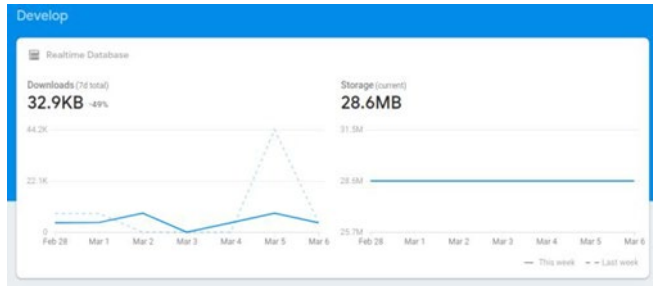 Develop
Realtime Database
Downloads (7d total)
32.9KB -49%
44.2K
22.1K
0
Feb 28 Mar 1 Mar 2 Mar 3 Mar 4 Mar 5 Mar 6
Storage (current)
28.6MB
31.5M
28.6M
25.7M
Feb 28 Mar 1 Mar 2 Mar 3 Mar 4 Mar 5 Mar 6
This week Last week